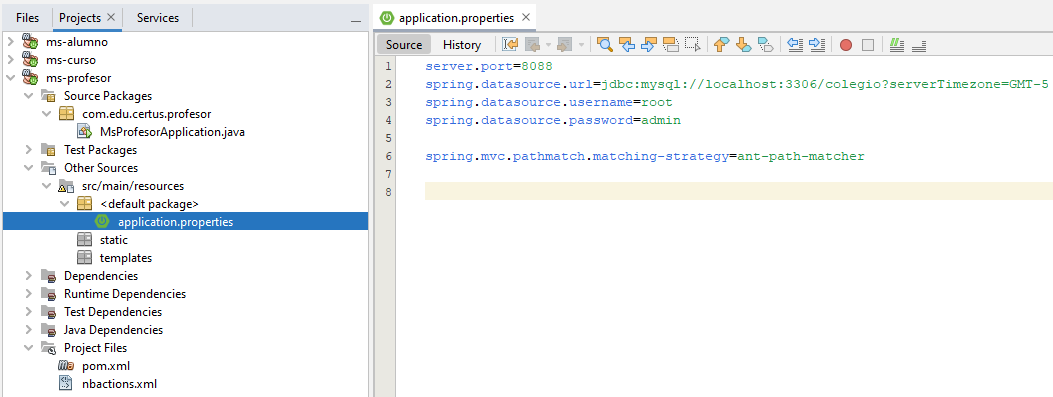 Files
Projects
Services
ms-alumno
ms-curso
ms-profesor
Source Packages
com.edu.certus.profesor
MsProfesorApplication.java
Test Packages
Other Sources
src/main/resources
<default package>
application.properties
static
templates
Dependencies
Runtime Dependencies
Test Dependencies
Java Dependencies
Project Files
pom.xml
nbactions.xml
application.properties
Source
History
1 server.port=8088
2 spring.datasource.url=jdbc:mysql://localhost:3306/colegio?serverTimezone=GMT-5
3 spring.datasource.username=root
4 spring.datasource.password=admin
5
6 spring.mvc.pathmatch.matching-strategy=ant-path-matcher
7
8